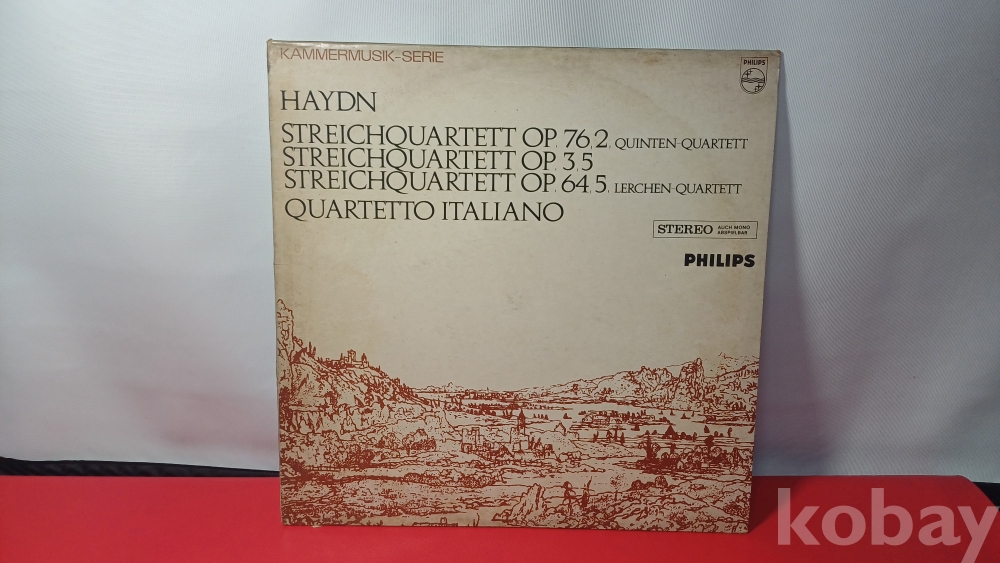 KAMMERMUSIK-SERIE
PHILIPS
HAYDN
STREICHQUARTETT OP. 76, 2, QUINTEN-QUARTETT
STREICHQUARTETT OP. 3, 5
STREICHQUARTETT OP. 64, 5, LERCHEN-QUARTETT
QUARTETTO ITALIANO
STEREO AUCH MONO
ABSPIELBAR
PHILIPS
kobay